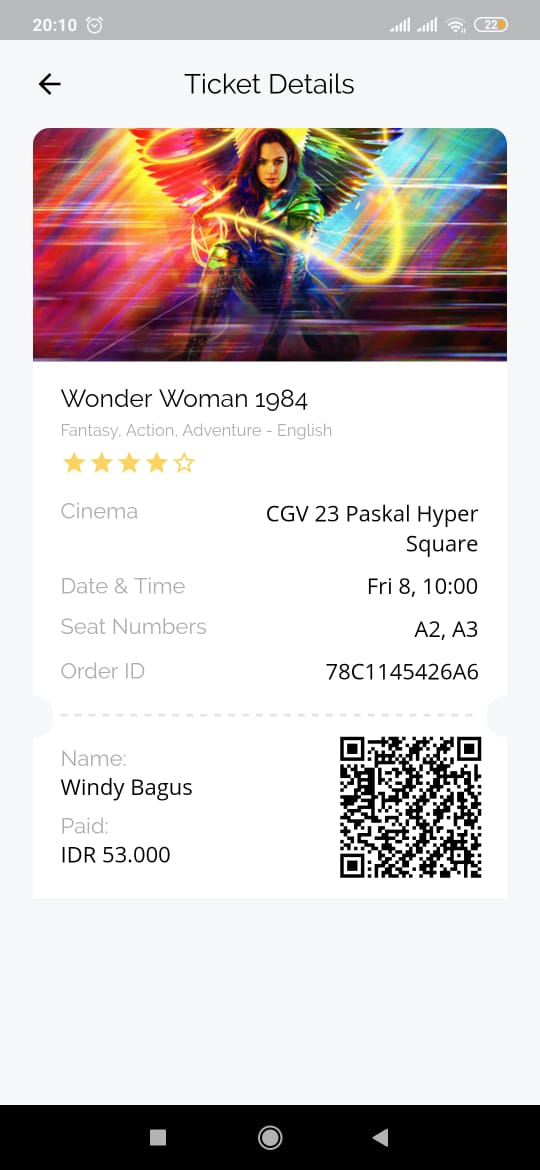 20:10
22
Ticket Details
Wonder Woman 1984
Fantasy, Action, Adventure - English
Cinema
CGV 23 Paskal Hyper
Square
Date & Time
Fri 8, 10:00
Seat Numbers
A2, A3
Order ID
78C1145426A6
Name:
Windy Bagus
Paid:
IDR 53.000